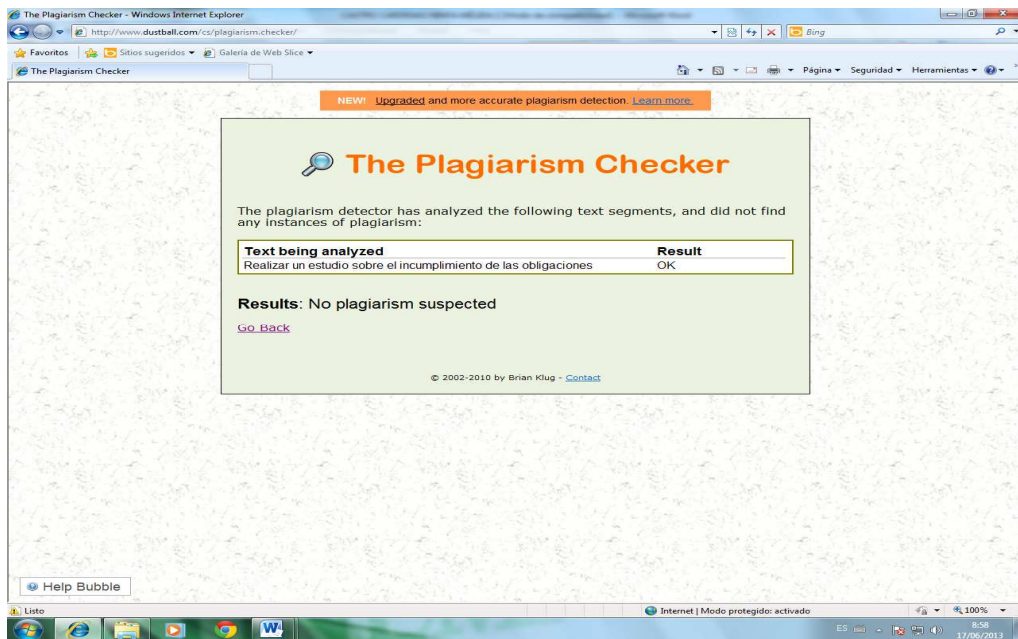 The Plagiarism Checker - Windows Internet Explorer
http://www.dustball.com/cs/plagiarism.checker/
Bing
Favoritos Sitios sugeridos Galería de Web Slice
The Plagiarism Checker
Página Seguridad Herramientas
NEW! Upgraded and more accurate plagiarism detection. Learn more.
The Plagiarism Checker
The plagiarism detector has analyzed the following text segments, and did not find
any instances of plagiarism:
Text being analyzed Result
Realizar un estudio sobre el incumplimiento de las obligaciones OK
Results: No plagiarism suspected
Go Back
© 2002-2010 by Brian Klug - Contact
Help Bubble
Listo Internet | Modo protegido: activado 100%
ES 8:58
17/06/2013